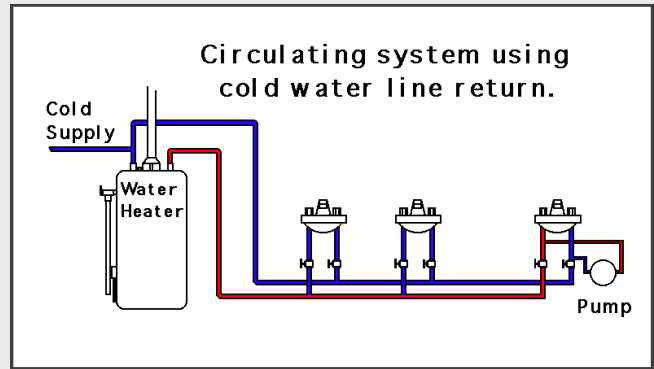 Circulating system using
cold water line return.
Cold
Supply
Water
Heater
Pump